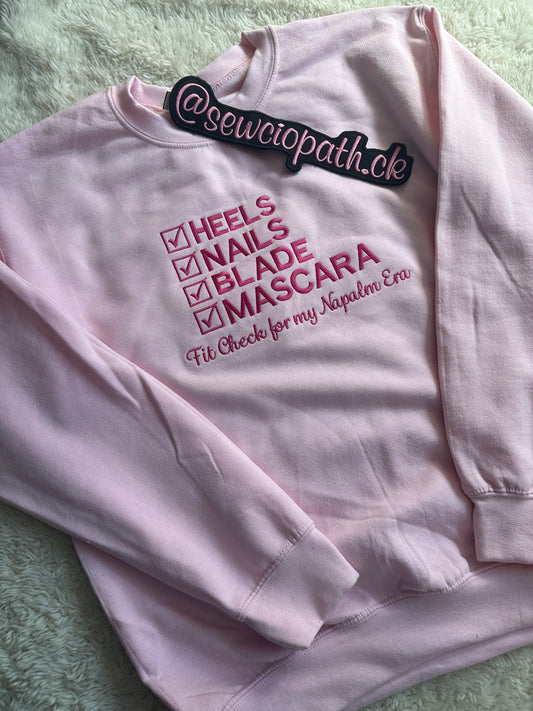 @sewciopath.ck
HEELS
NAILS
BLADE
MASCARA
Fit Check for my Napalm Era